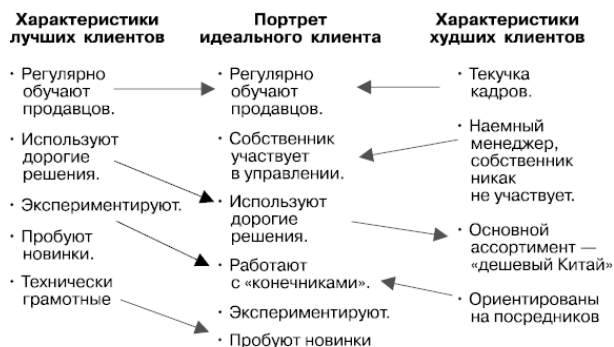 Характеристики
лучших клиентов
· Регулярно
обучают
продавцов.
· Используют
дорогие
решения.
· Экспериментируют.
· Пробуют
новинки.
· Технически
грамотные
Портрет
идеального клиента
· Регулярно
обучают
продавцов.
· Собственник
участвует
в управлении.
· Используют
дорогие
решения.
· Работают
с «конечниками».
· Экспериментируют.
· Пробуют новинки
Характеристики
худших клиентов
· Текучка
кадров.
· Наемный
менеджер,
собственник
никак
не участвует.
· Основной
ассортимент —
«дешевый Китай»
· Ориентированы
на посредников